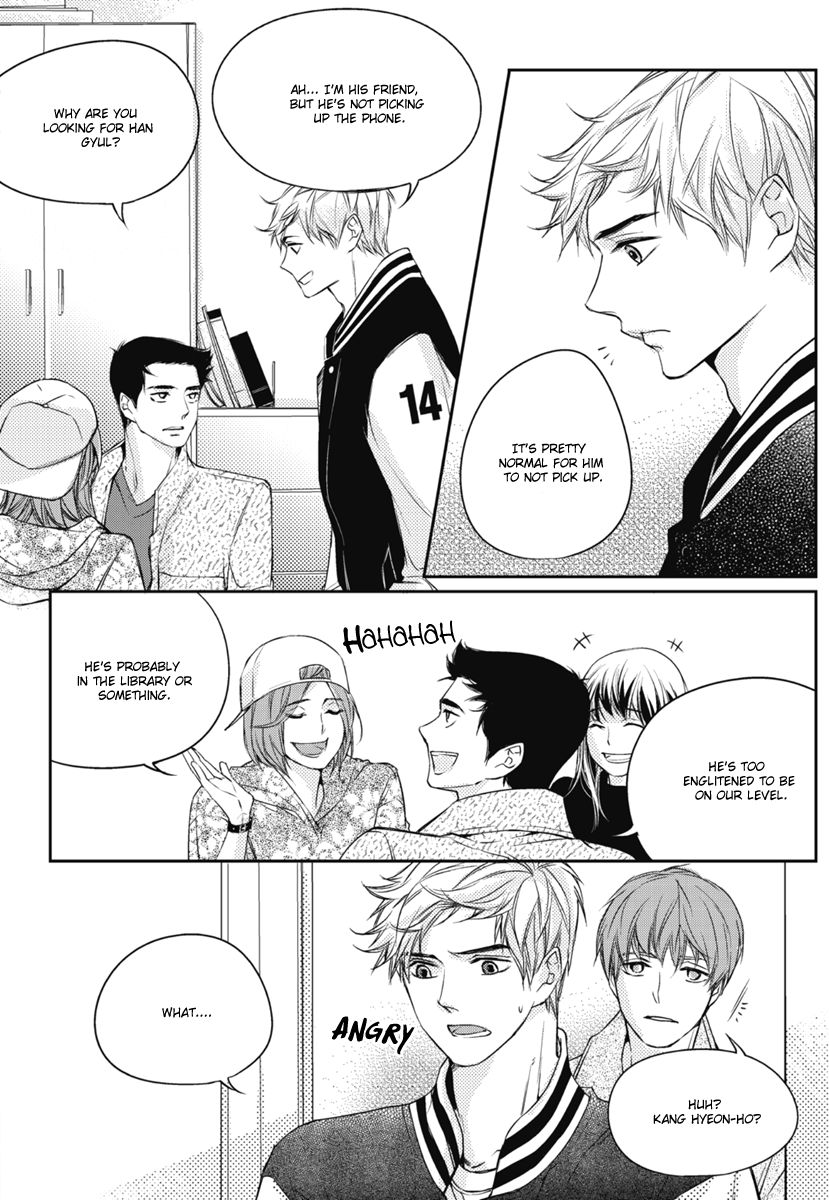 WHY ARE YOU
LOOKING FOR HAN
GYUL?
AH... I'M HIS FRIEND,
BUT HE'S NOT PICKING
UP THE PHONE.
14
IT'S PRETTY
NORMAL FOR HIM
TO NOT PICK UP.
HE'S PROBABLY
IN THE LIBRARY OR
SOMETHING.
HaHaHaH
HE'S TOO
ENGLITENED TO BE
ON OUR LEVEL.
WHAT....
ANGRY
HUH?
KANG HYEON-HO?